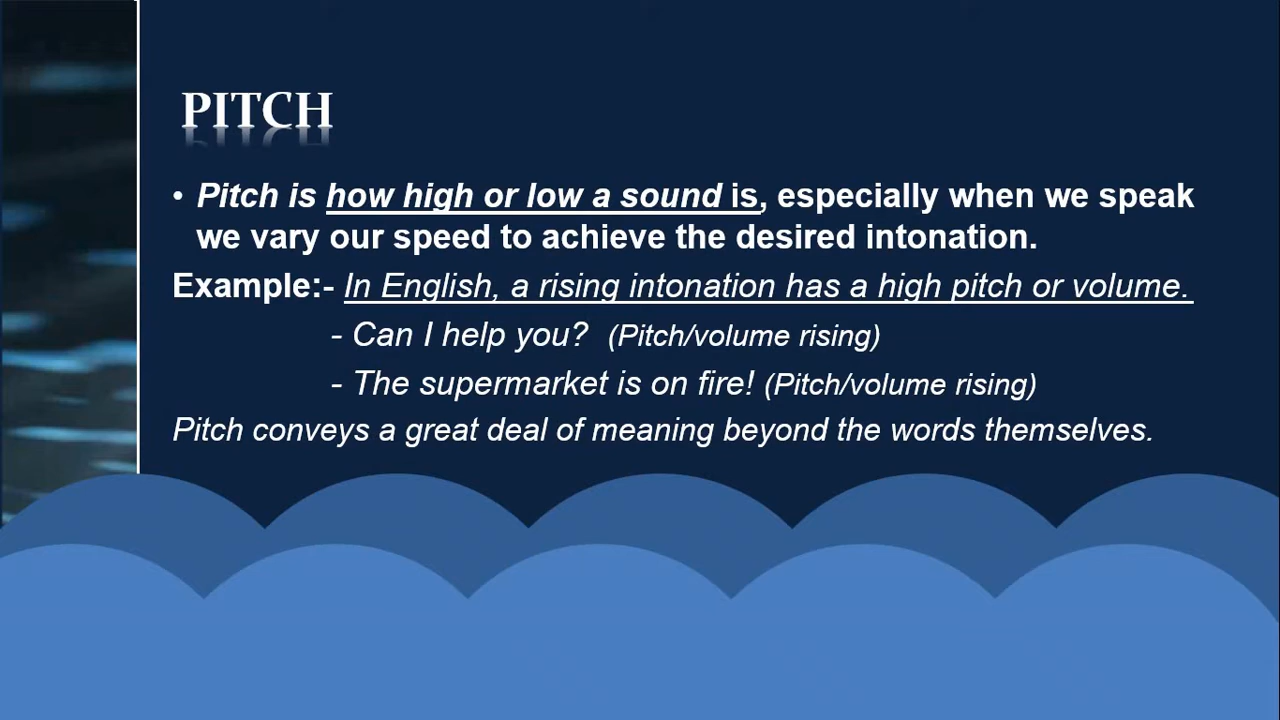 PITCH
• Pitch is how high or low a sound is, especially when we speak
we vary our speed to achieve the desired intonation.
Example:- In English, a rising intonation has a high pitch or volume.
- Can I help you? (Pitch/volume rising)
- The supermarket is on fire! (Pitch/volume rising)
Pitch conveys a great deal of meaning beyond the words themselves.